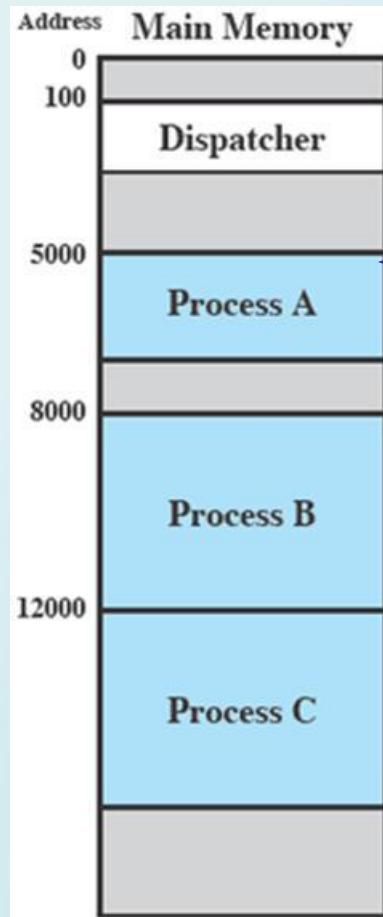 Address Main Memory
0
100
Dispatcher
5000
Process A
8000
Process B
12000
Process C